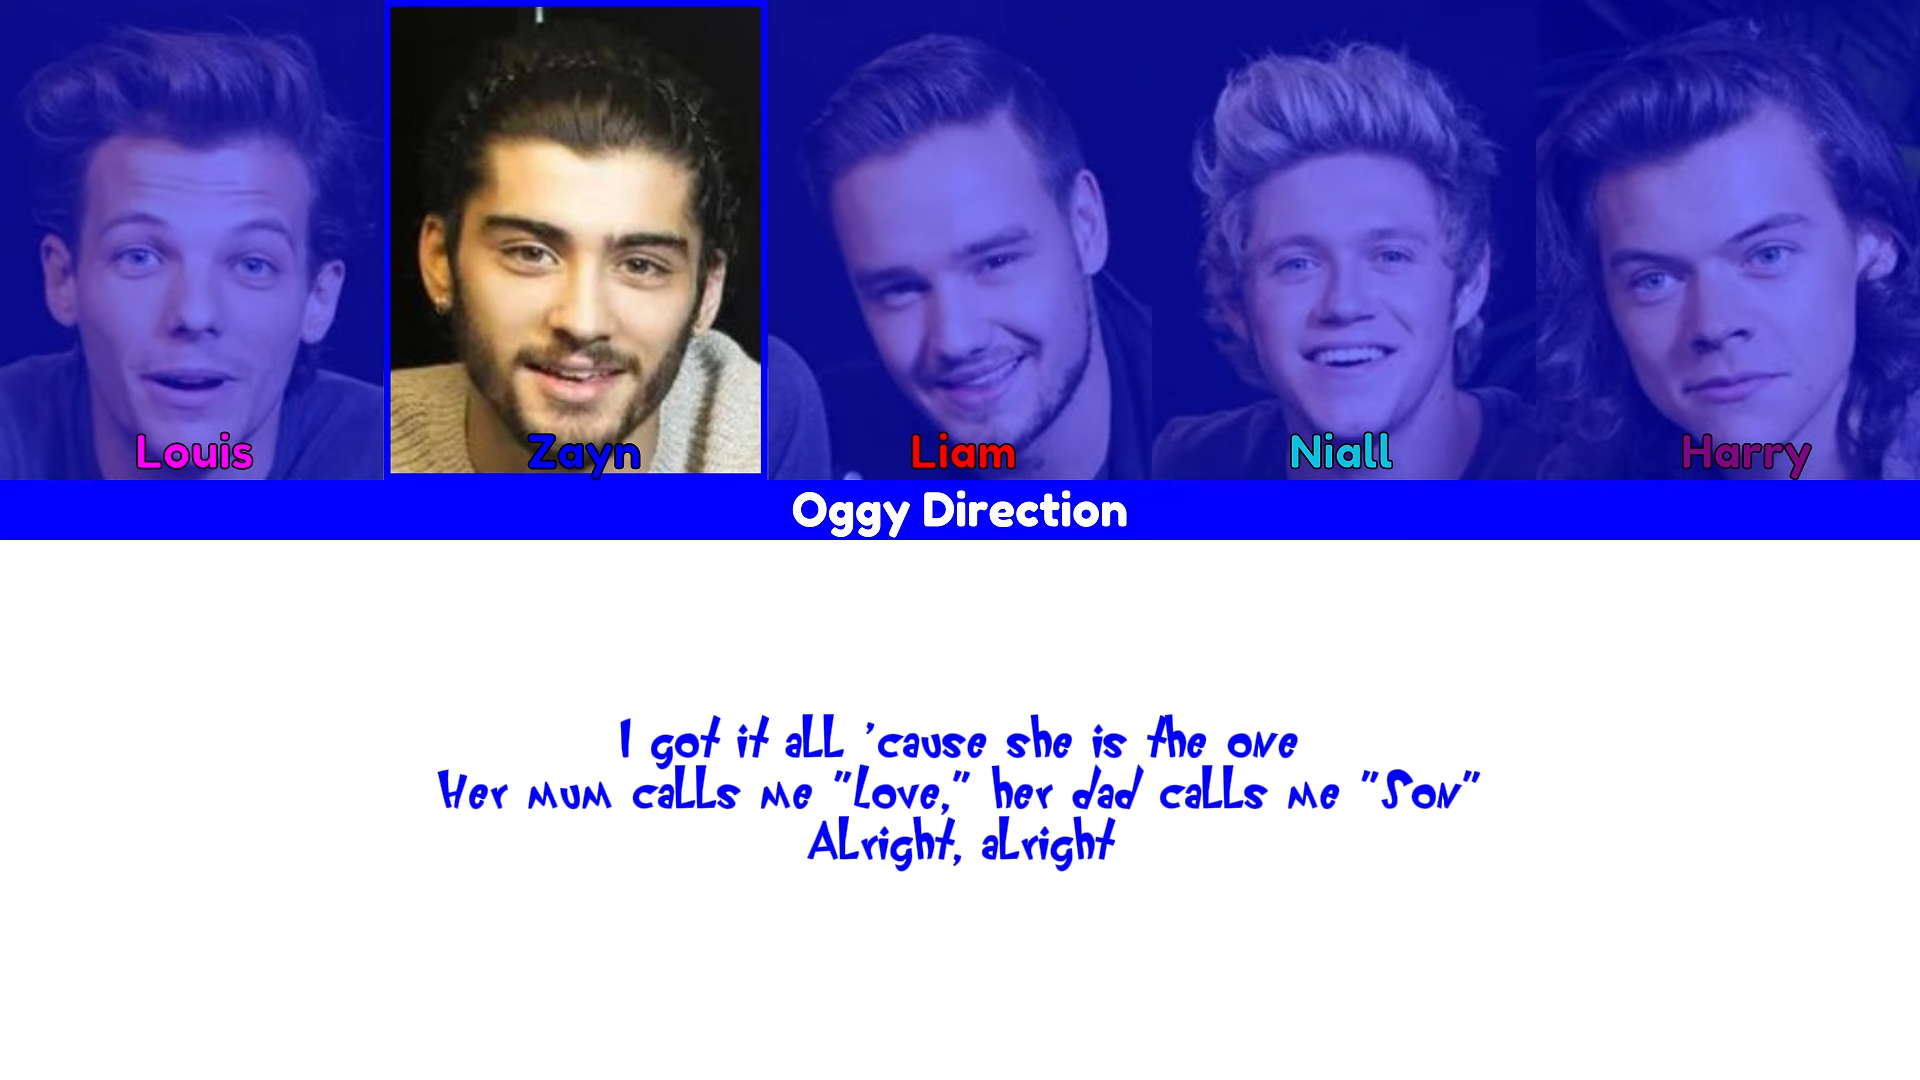 Louis
Zayn
Liam
Niall
Harry
Oggy Direction
I got it all 'cause she is the one
Her mum calls me "Love," her dad calls me "Son"
Alright, alright